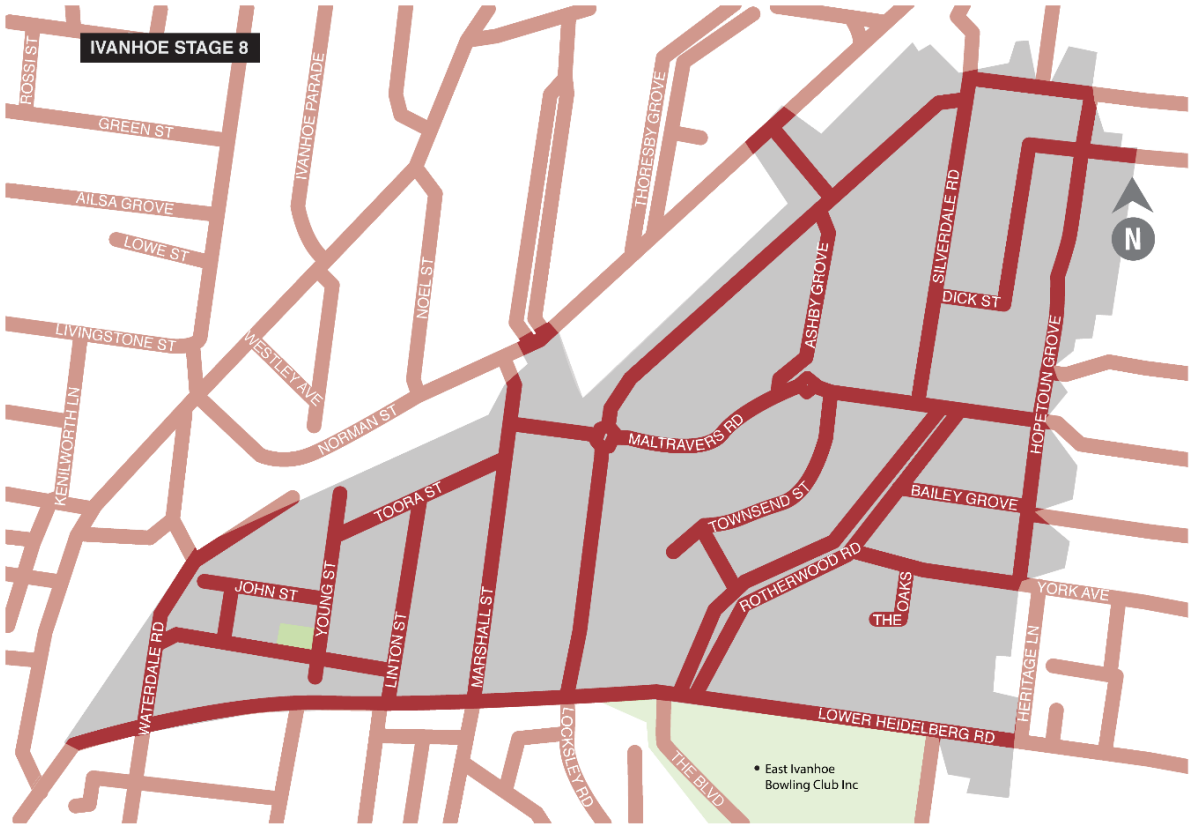 IVANHOE STAGE 8
ROSSI ST
GREEN ST
IVANHOE PARADE
THORESBY GROVE
AILSA GROVE
LOWE ST
NOEL ST
N
SILVERDALE RD
ASHBY GROVE
DICK ST
LIVINGSTONE ST
WESTLEY AVE
HOPETOUN GROVE
KENILWORTH LN
NORMAN ST
MALTRAVERS RD
TOORA ST
TOWNSEND ST
BAILEY GROVE
JOHN ST
YOUNG ST
ROTHERWOOD RD
THE OAKS
YORK AVE
WATERDALE RD
LINTON ST
MARSHALL ST
HERITAGE LN
LOWER HEIDELBERG RD
LOCKSLEY RD
THE BLVD
East Ivanhoe
Bowling Club Inc